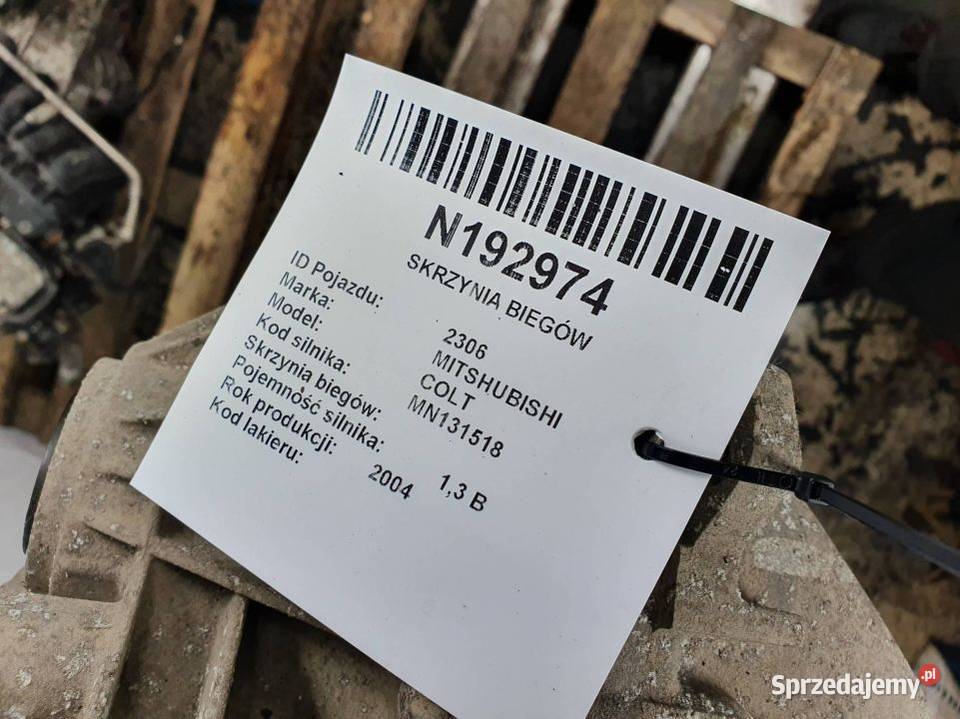 N192974
SKRZYNIA BIEGÓW
ID Pojazdu: 2306
Marka: MITSHUBISHI
Model: COLT
Kod silnika: MN131518
Skrzynia biegów:
Pojemność silnika: 1,3 B
Rok produkcji: 2004
Kod lakieru:
Sprzedajemy.pl